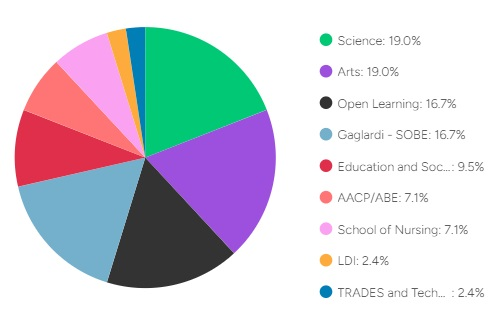 Science: 19.0%
Arts: 19.0%
Open Learning: 16.7%
Gaglardi - SOBE: 16.7%
Education and Soc...: 9.5%
AACP/ABE: 7.1%
School of Nursing: 7.1%
LDI: 2.4%
TRADES and Tech... : 2.4%